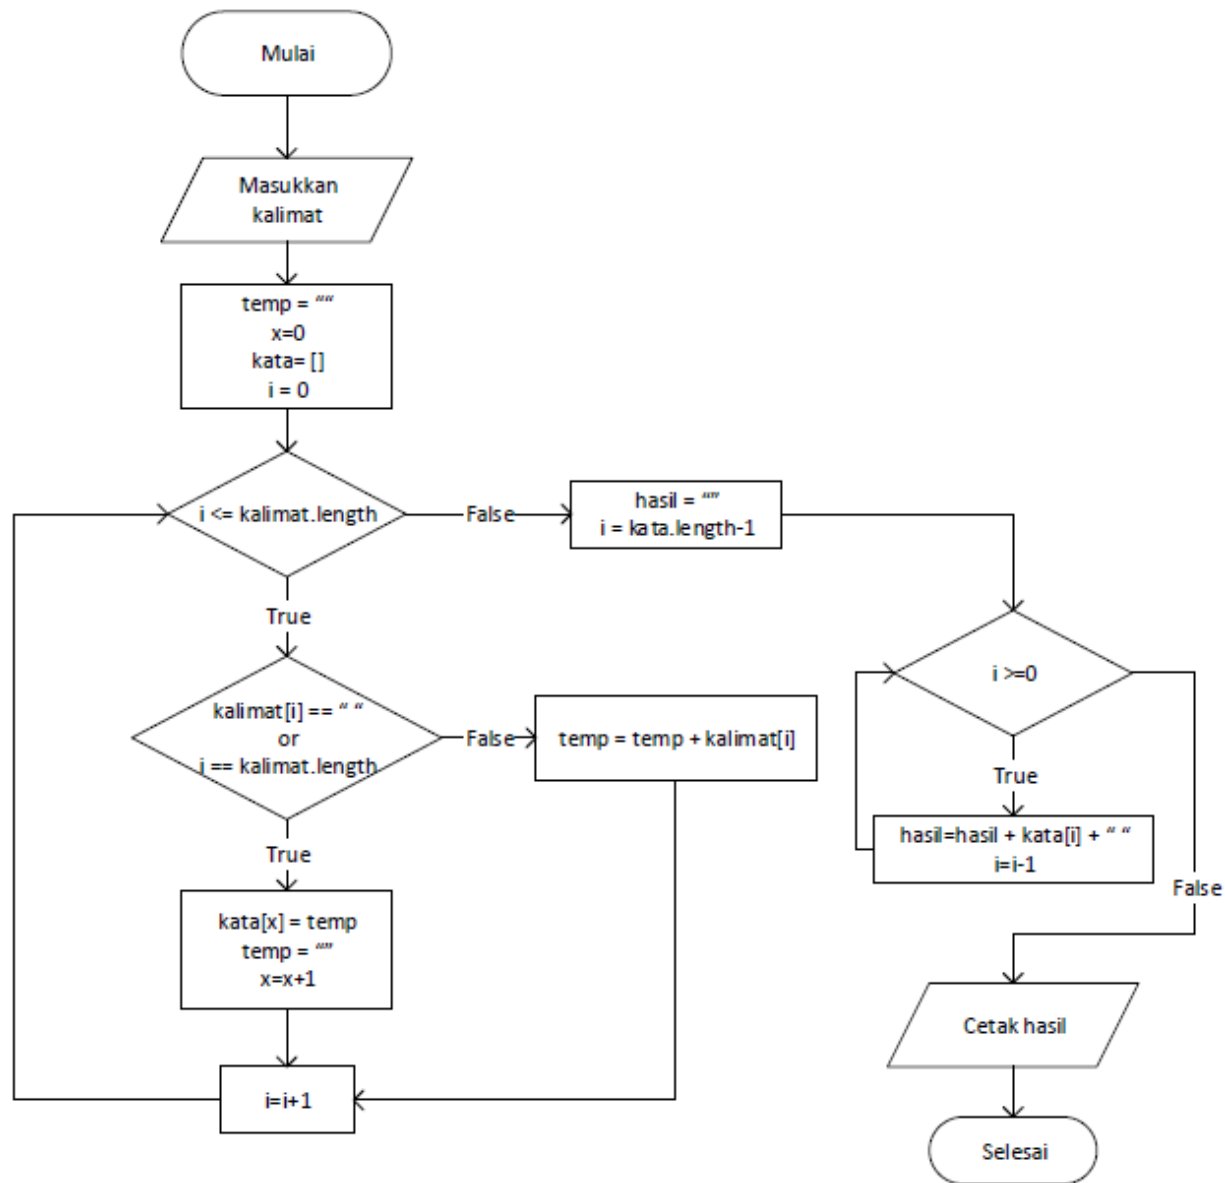 Mulai
Masukkan
kalimat
temp = ““
x=0
kata= []
i = 0
i <= kalimat.length
False
hasil = “”
i = kata.length-1
True
i >=0
kalimat[i] == “ “
or
i == kalimat.length
False
temp = temp + kalimat[i]
True
hasil=hasil + kata[i] + “ “
i=i-1
True
False
kata[x] = temp
temp = “”
x=x+1
Cetak hasil
i=i+1
Selesai